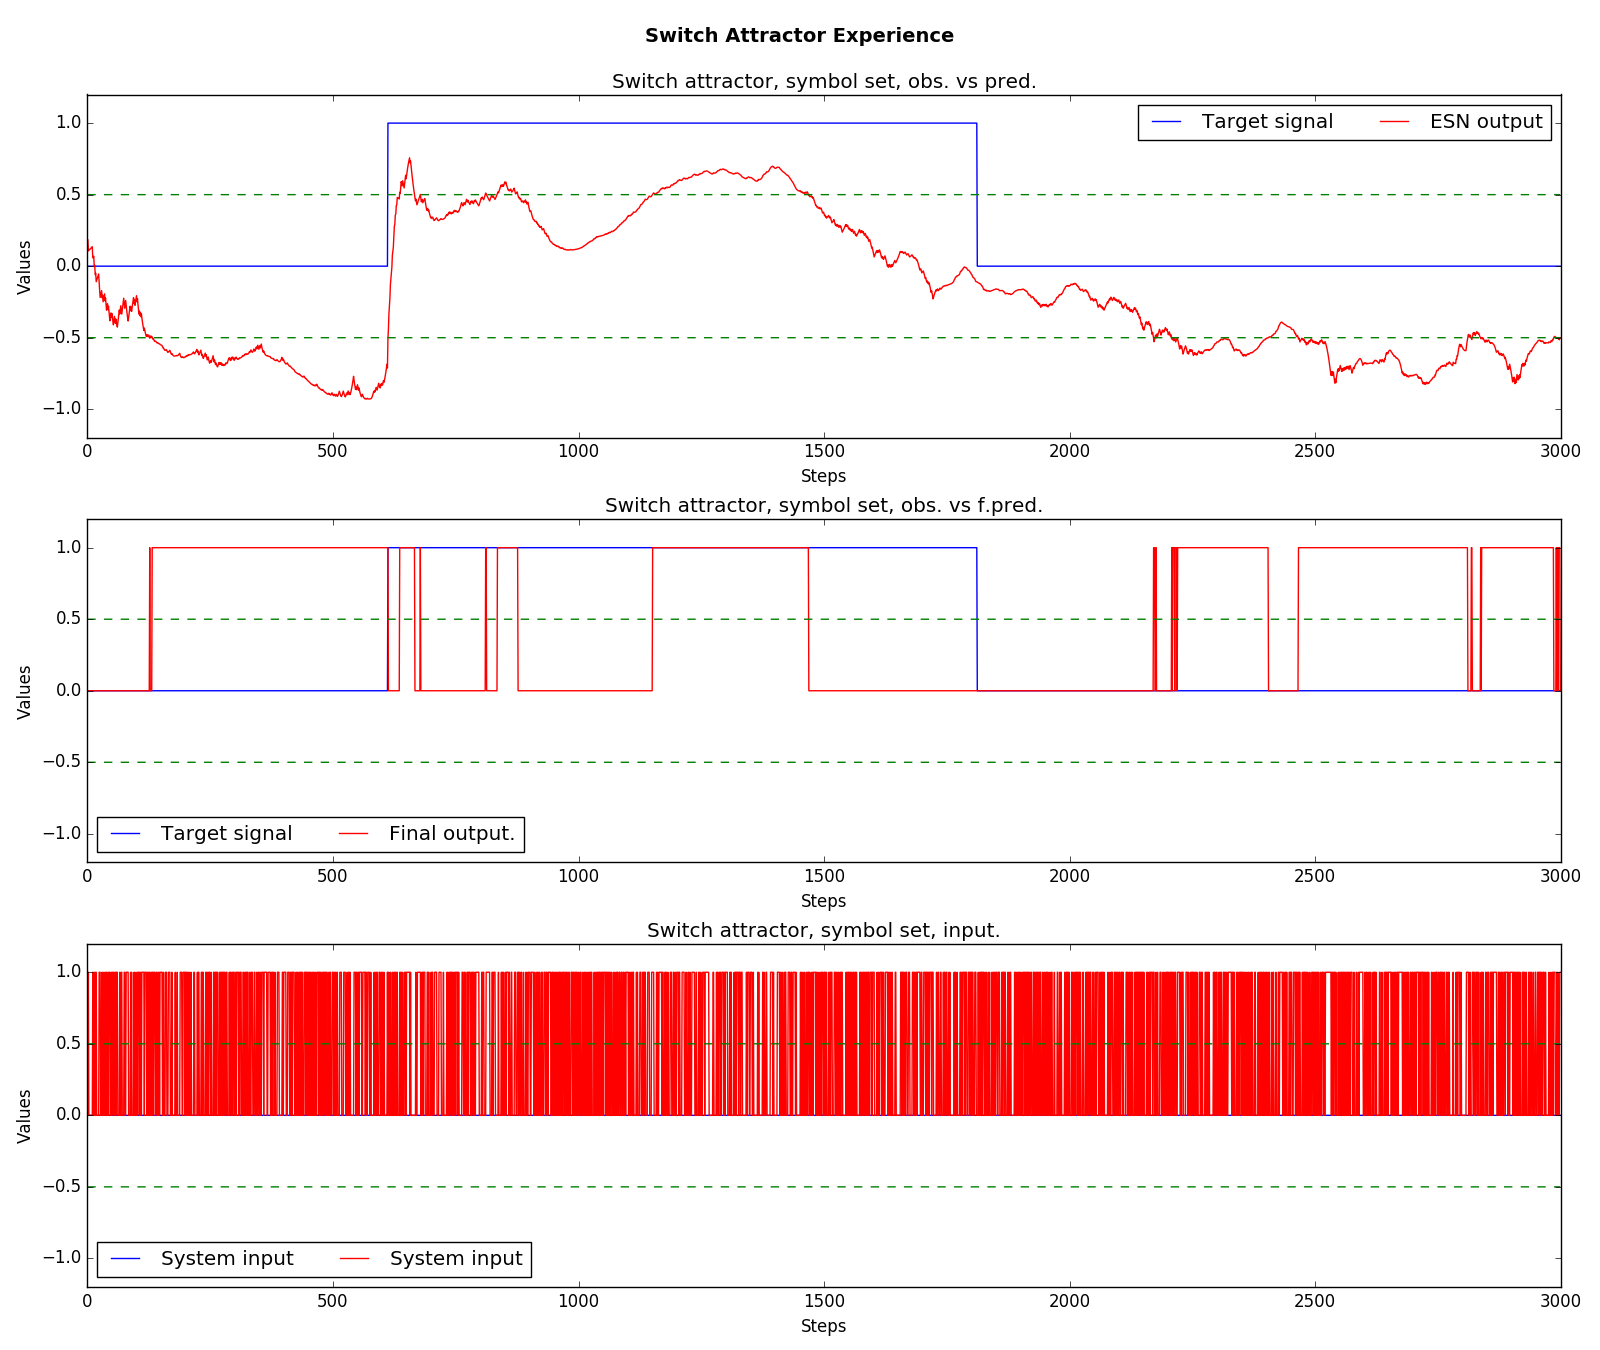 Switch Attractor Experience
Switch attractor, symbol set, obs. vs pred.
Target signal ESN output
Values
1.0
0.5
0.0
−0.5
−1.0
0 500 1000 1500 2000 2500 3000
Steps
Switch attractor, symbol set, obs. vs f.pred.
Values
1.0
0.5
0.0
−0.5
−1.0
Target signal Final output.
0 500 1000 1500 2000 2500 3000
Steps
Switch attractor, symbol set, input.
Values
1.0
0.5
0.0
−0.5
−1.0
System input System input
0 500 1000 1500 2000 2500 3000
Steps